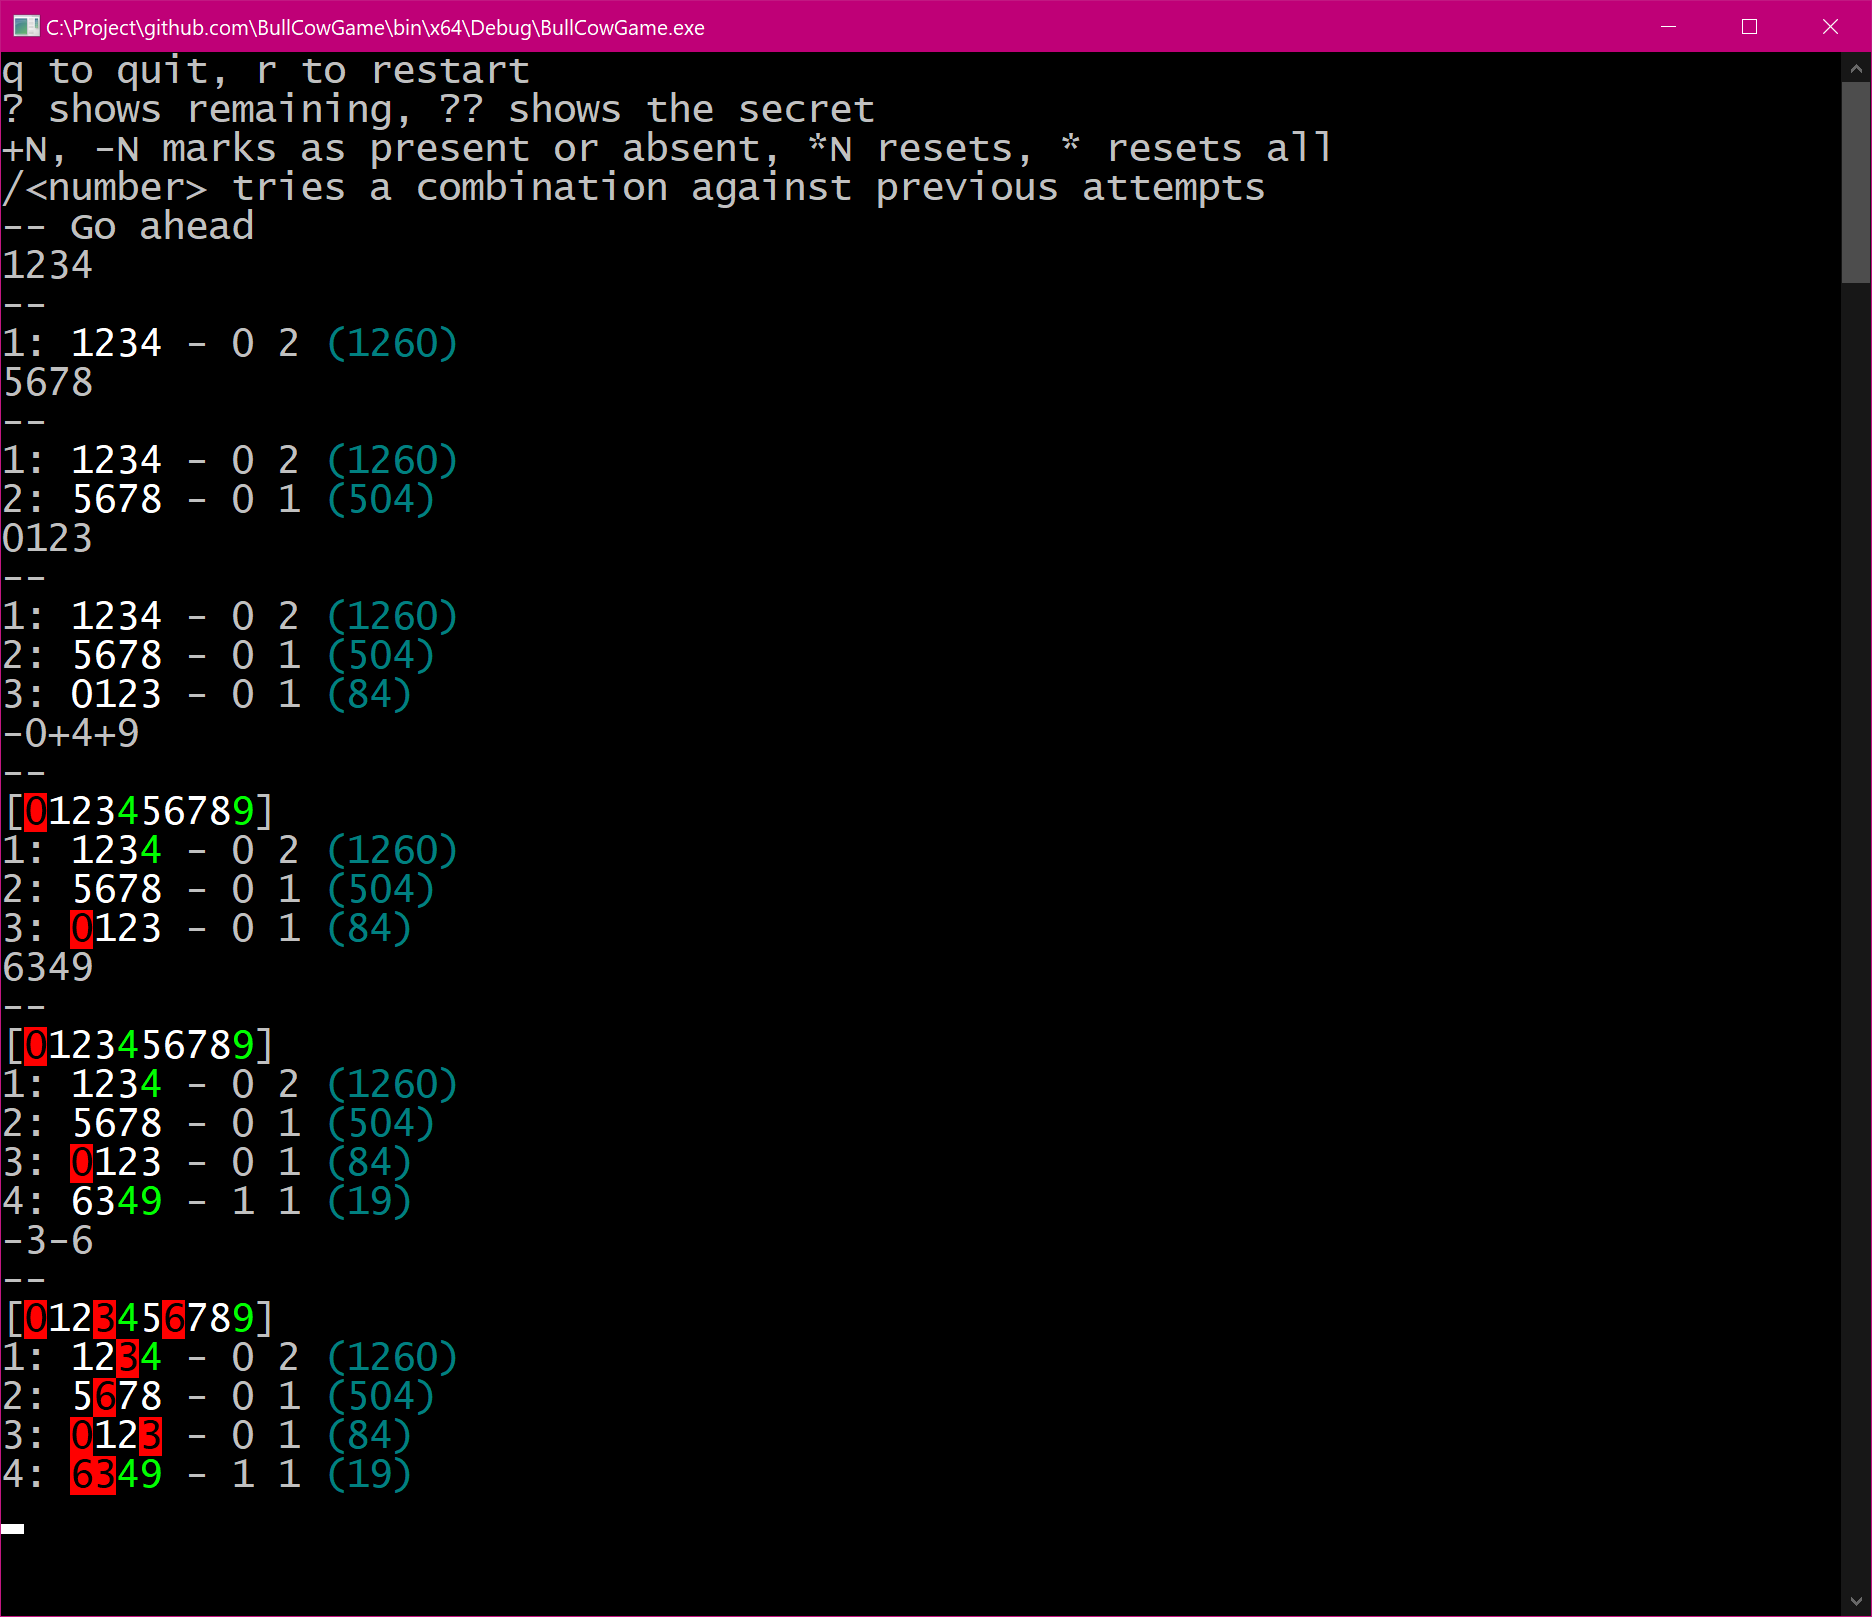 C:\Project\github.com\BullCowGame\bin\x64\Debug\BullCowGame.exe
q to quit, r to restart
? shows remaining, ?? shows the secret
+N, -N marks as present or absent, *N resets, * resets all
/<number> tries a combination against previous attempts
-- Go ahead
1234
--
1: 1234 - 0 2 (1260)
5678
--
1: 1234 - 0 2 (1260)
2: 5678 - 0 1 (504)
0123
--
1: 1234 - 0 2 (1260)
2: 5678 - 0 1 (504)
3: 0123 - 0 1 (84)
-0+4+9
--
[0123456789]
1: 1234 - 0 2 (1260)
2: 5678 - 0 1 (504)
3: 0123 - 0 1 (84)
6349
--
[0123456789]
1: 1234 - 0 2 (1260)
2: 5678 - 0 1 (504)
3: 0123 - 0 1 (84)
4: 6349 - 1 1 (19)
-3-6
--
[0123456789]
1: 1234 - 0 2 (1260)
2: 5678 - 0 1 (504)
3: 0123 - 0 1 (84)
4: 6349 - 1 1 (19)